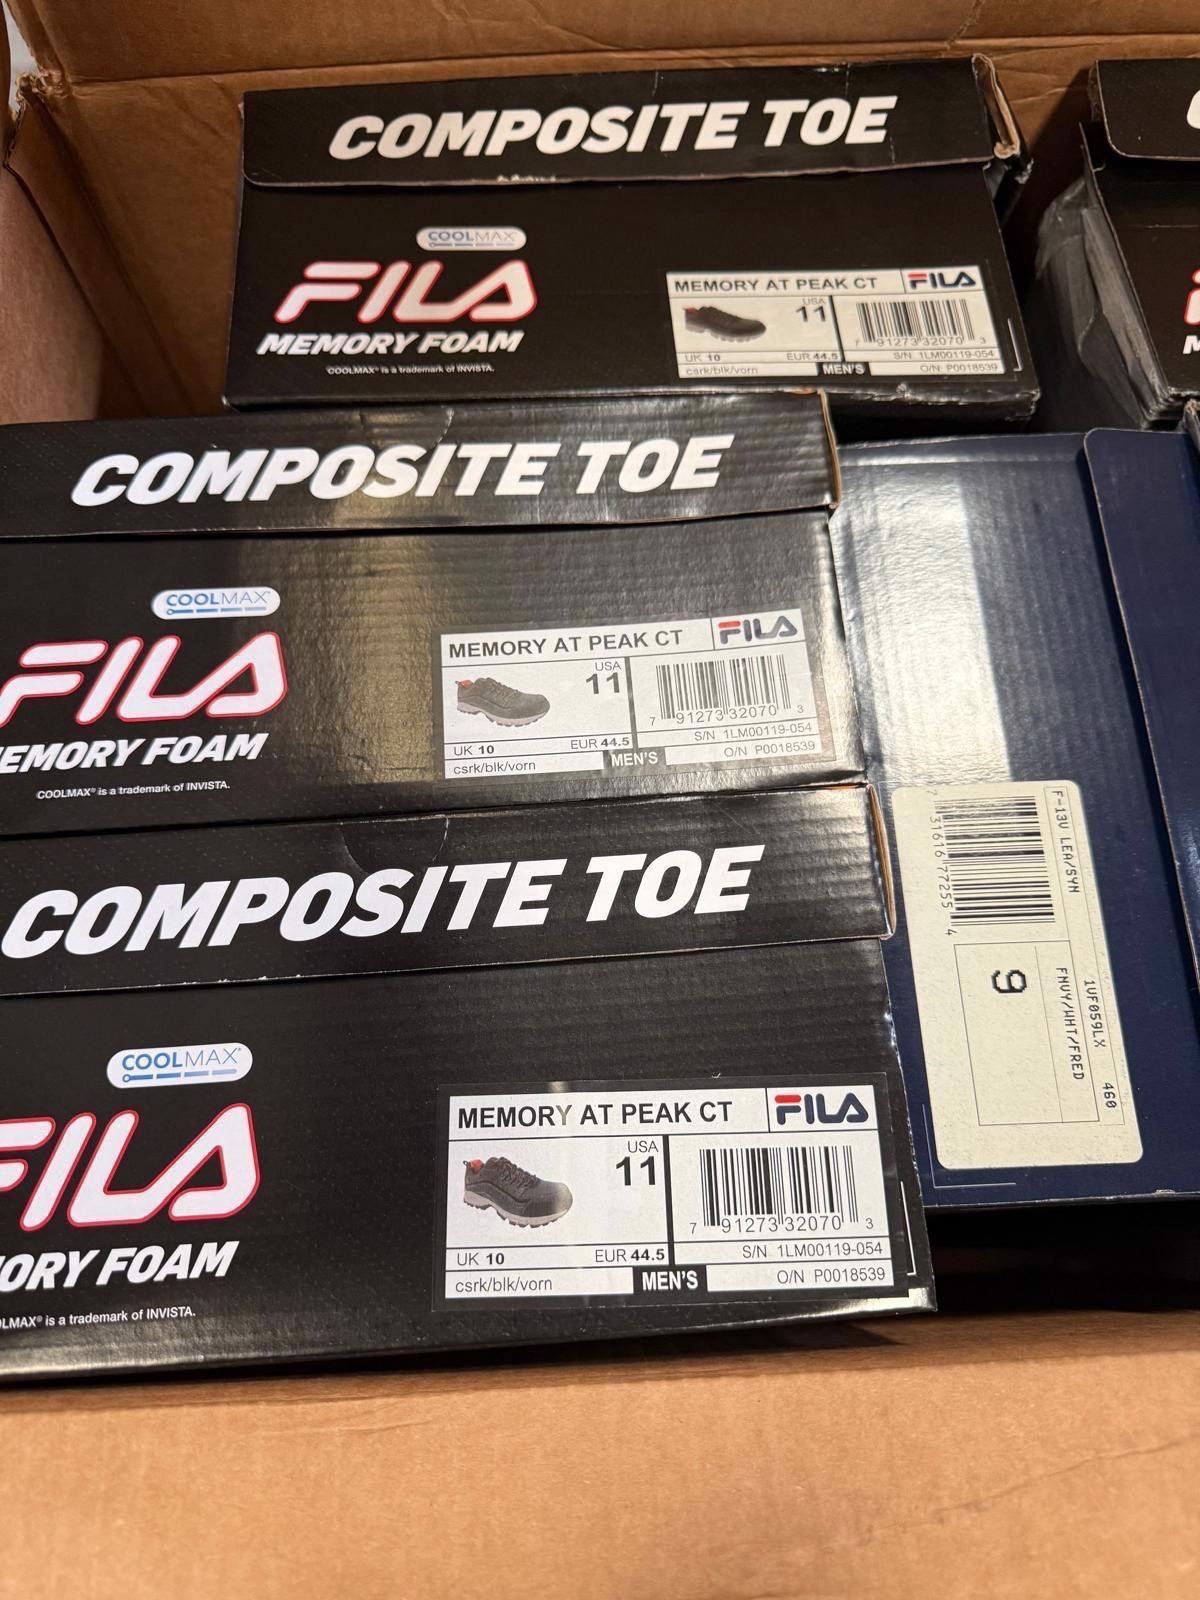 COMPOSITE TOE
COOLMAX
FILA
MEMORY FOAM
COOLMAX® is a trademark of INVISTA.
MEMORY AT PEAK CT FILA
USA
11
7 91273 32070 3
UK 10 EUR 44.5 S/N 1LM00119-054
csrk/blk/vorn MEN'S O/N P0018539
COMPOSITE TOE
COOLMAX
FILA
EMORY FOAM
COOLMAX® is a trademark of INVISTA.
MEMORY AT PEAK CT FILA
USA
11
7 91273 32070 3
S/N 1LM00119-054
UK 10 EUR 44.5
csrk/blk/vorn MEN'S O/N P0018539
COMPOSITE TOE
COOLMAX®
FILA
ORY FOAM
OLMAX® is a trademark of INVISTA.
MEMORY AT PEAK CT FILA
USA
11
7 91273 32070 3
S/N 1LM00119-054
UK 10 EUR 44.5
csrk/blk/vorn MEN'S O/N P0018539
1VF059LX 460
FNVY/WHT/FRED
F-13V LEA/SYN
9
7 31616 77255 4